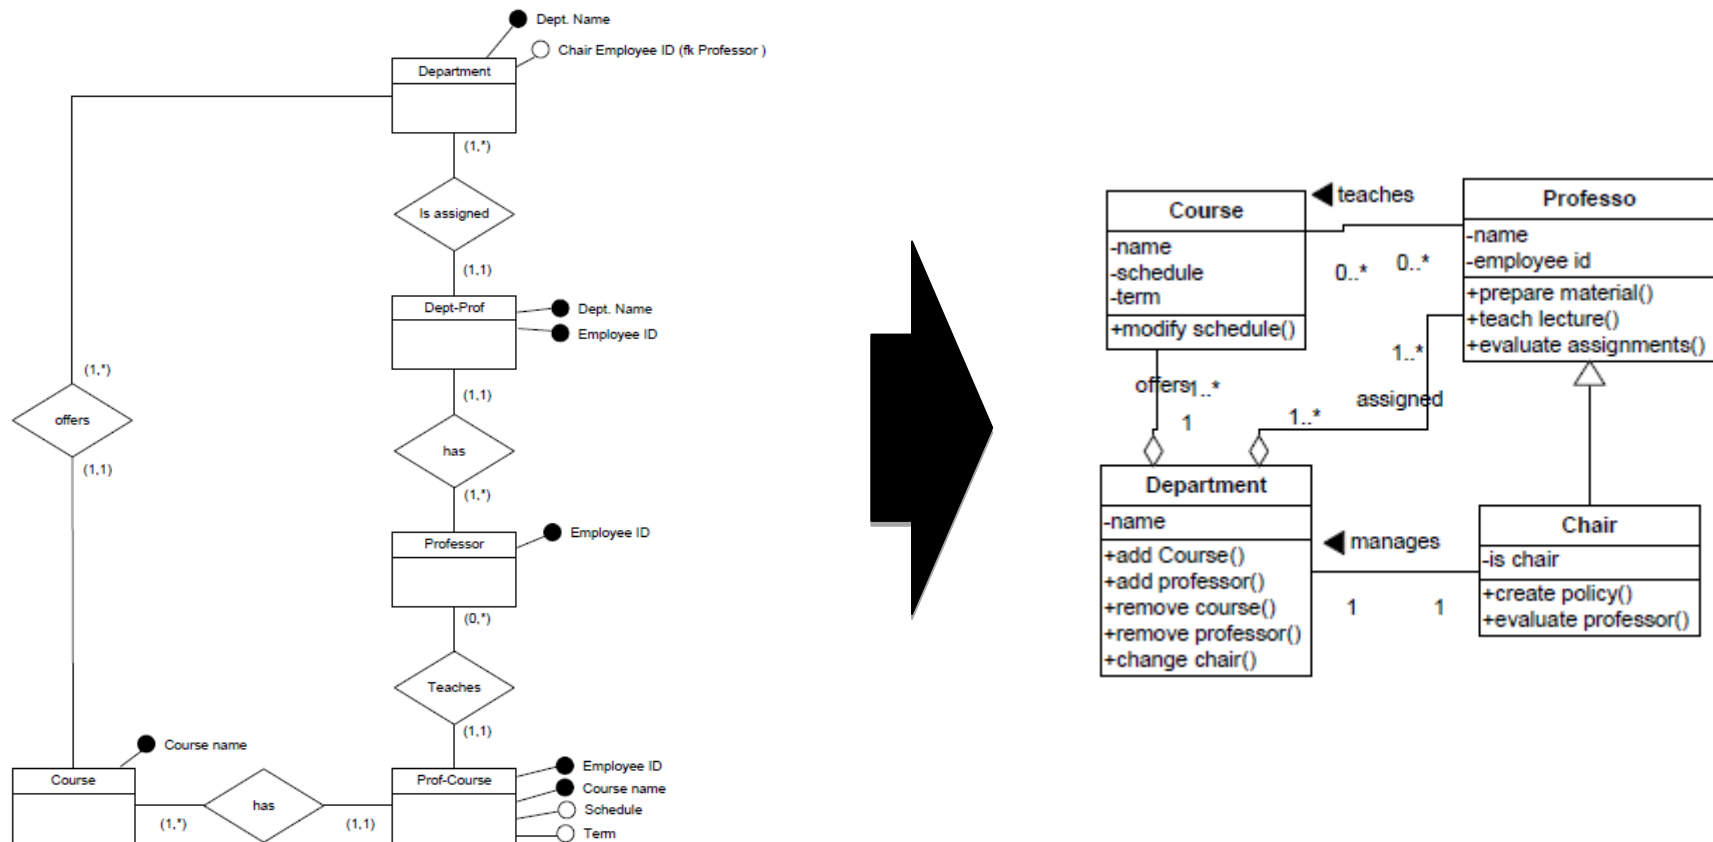 Dept. Name
Chair Employee ID (fk Professor )
Department
(1,*)
Is assigned
(1,1)
Dept-Prof
Dept. Name
Employee ID
(1,*)
offers
(1,1)
(1,1)
has
(1,*)
Professor
Employee ID
(0,*)
Teaches
(1,1)
Course name
Course
(1,*)
has
(1,1)
Prof-Course
Employee ID
Course name
Schedule
Term
Course
-name
-schedule
-term
+modify schedule()
teaches
0..*
0..*
Professo
-name
-employee id
+prepare material()
+teach lecture()
+evaluate assignments()
offers
1..*
1
1..*
assigned
1..*
Department
-name
+add Course()
+add professor()
+remove course()
+remove professor()
+change chair()
manages
1
1
Chair
-is chair
+create policy()
+evaluate professor()